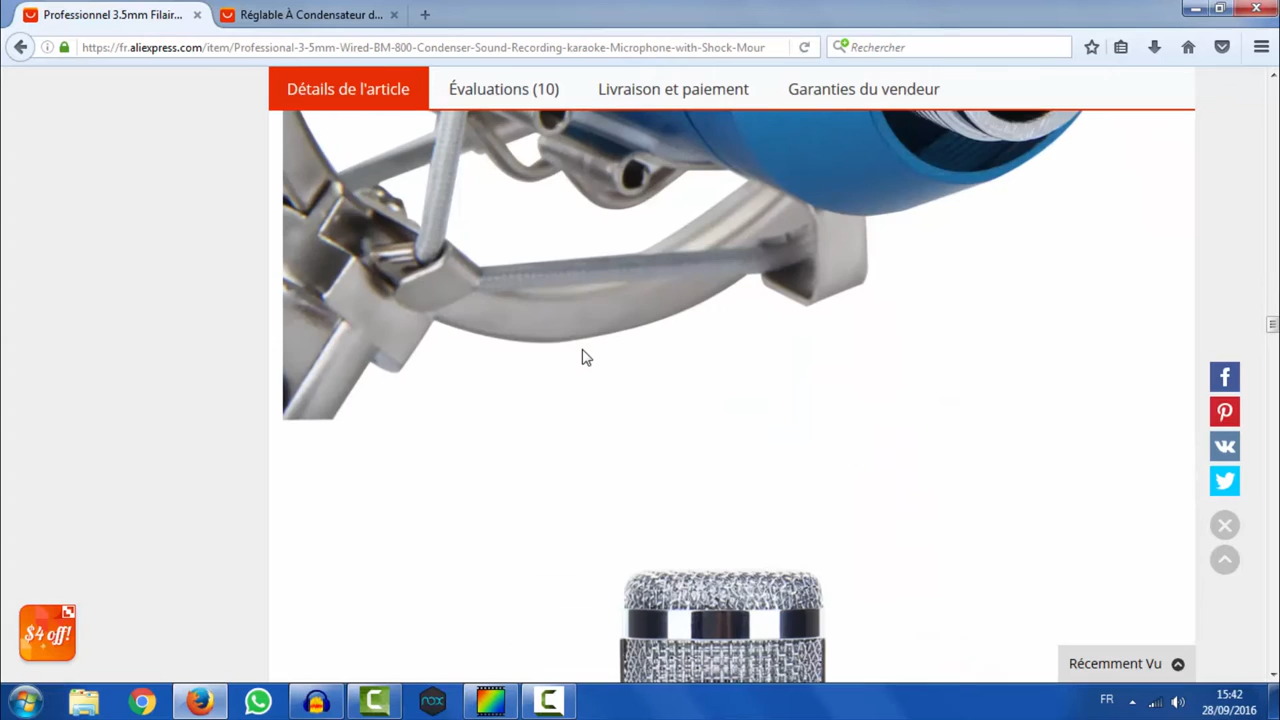 Professionnel 3.5mm Filair...
Réglable À Condensateur d...
https://fr.aliexpress.com/item/Professional-3-5mm-Wired-BM-800-Condenser-Sound-Recording-karaoke-Microphone-with-Shock-Mour
Rechercher
Détails de l'article
Évaluations (10)
Livraison et paiement
Garanties du vendeur
$4 off!
Récemment Vu
nox
FR
15:42
28/09/2016